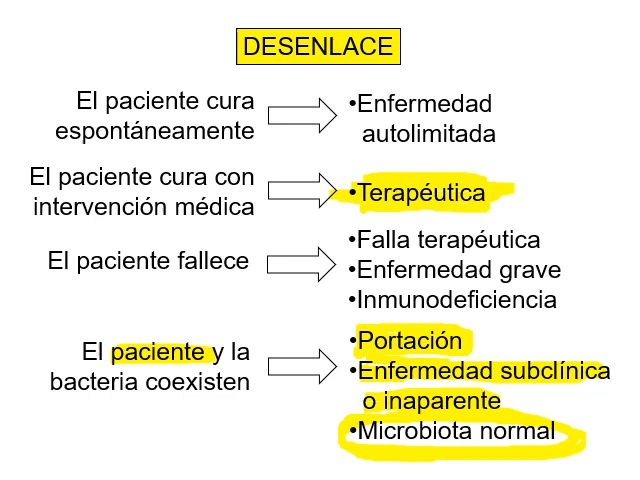 DESENLACE
El paciente cura
espontáneamente
•Enfermedad
autolimitada
El paciente cura con
intervención médica
•Terapéutica
El paciente fallece
•Falla terapéutica
•Enfermedad grave
•Inmunodeficiencia
El paciente y la
bacteria coexisten
•Portación
•Enfermedad subclínica
o inaparente
•Microbiota normal